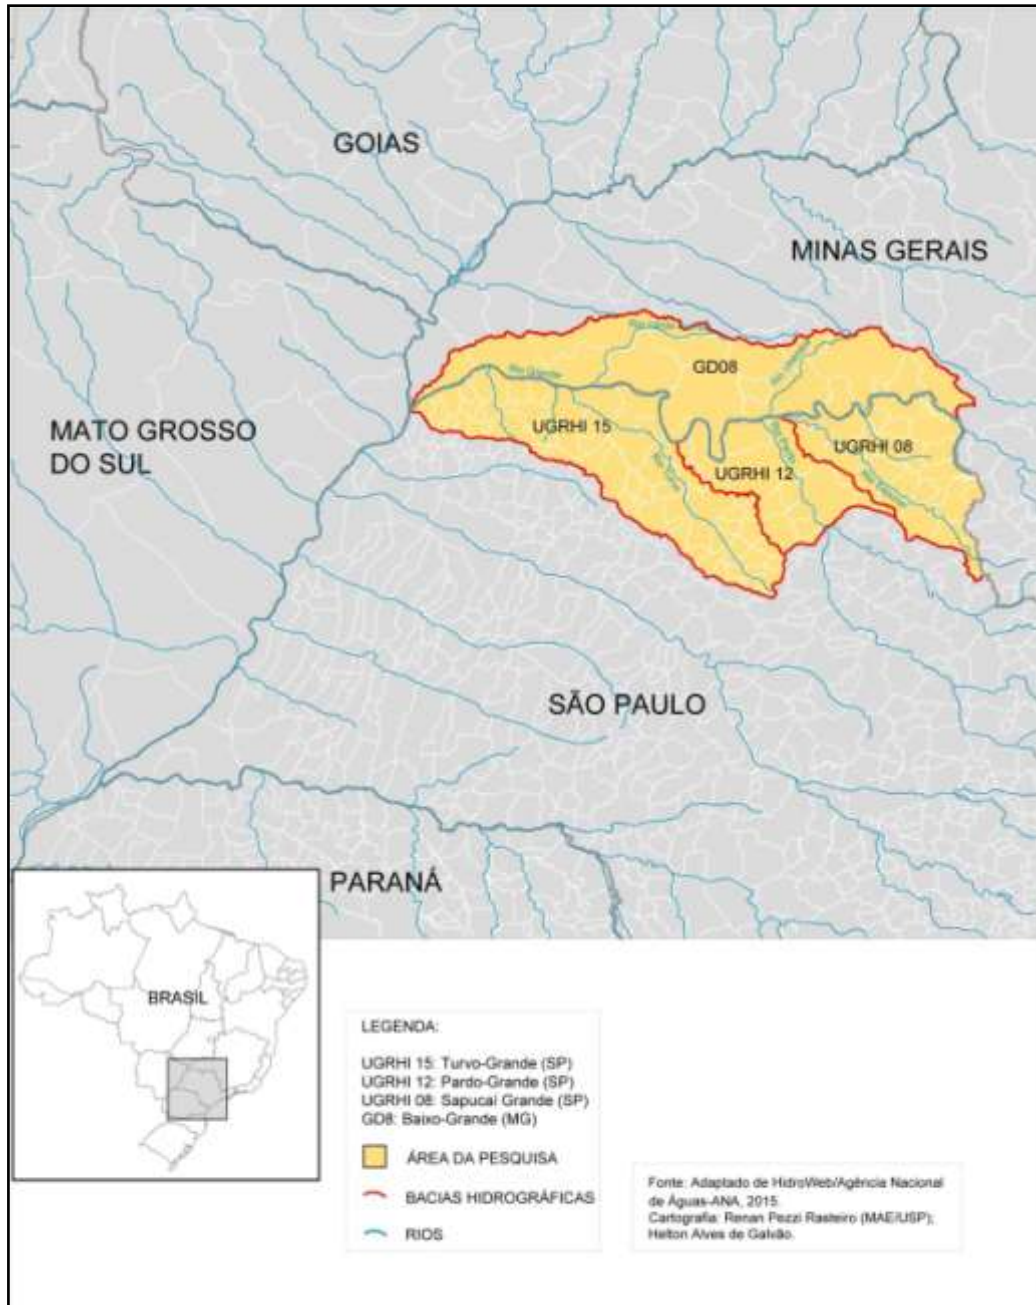 GOIAS
MINAS GERAIS
GD08
Rio Grande
MATO GROSSO
DO SUL
UGRHI 15
UGRHI 08
UGRHI 12
SÃO PAULO
PARANÁ
BRASIL
LEGENDA:
UGRHI 15: Turvo-Grande (SP)
UGRHI 12: Pardo-Grande (SP)
UGRHI 08: Sapucaí Grande (SP)
GD8: Baixo-Grande (MG)
ÁREA DA PESQUISA
BACIAS HIDROGRÁFICAS
RIOS
Fonte: Adaptado de HidroWeb/Agência Nacional
de Águas-ANA, 2015.
Cartografia: Renan Pezzi Rasteiro (MAE/USP);
Helton Alves de Galvão.